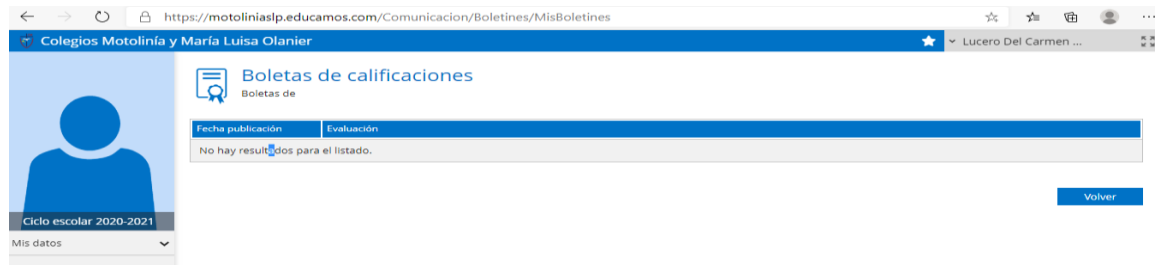 https://motoliniaslp.educamos.com/Comunicacion/Boletines/MisBoletines
Colegios Motolinía y María Luisa Olanier
Lucero Del Carmen ...
Boletas de calificaciones
Boletas de
Fecha publicación Evaluación
No hay resultados para el listado.
Volver
Ciclo escolar 2020-2021
Mis datos